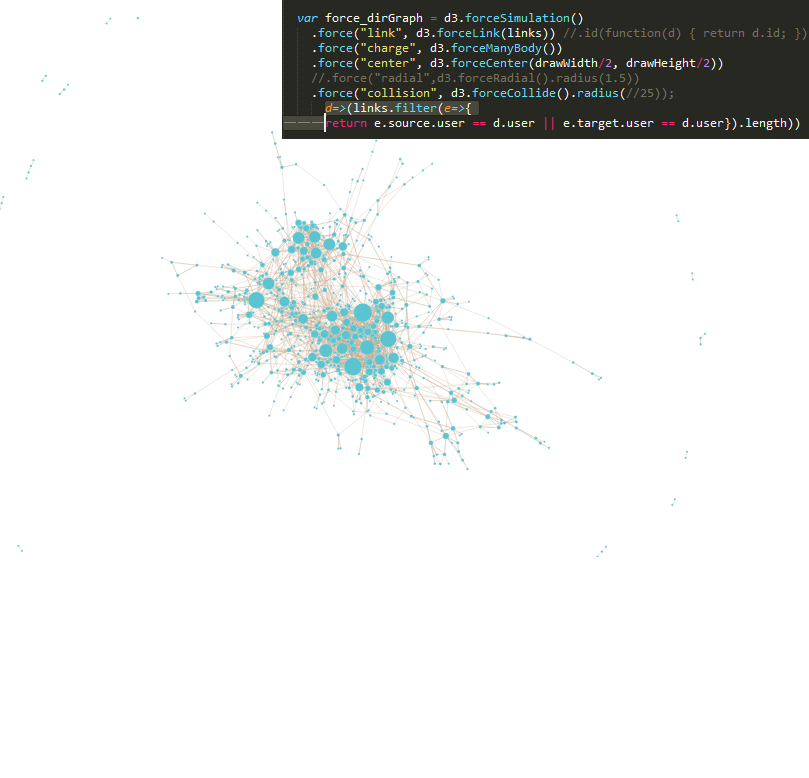 var force_dirGraph = d3.forceSimulation()
.force("link", d3.forceLink(links)) //.id(function(d) { return d.id; })
.force("charge", d3.forceManyBody())
.force("center", d3.forceCenter(drawWidth/2, drawHeight/2))
//.force("radial",d3.forceRadial().radius(1.5))
.force("collision", d3.forceCollide().radius(//25));
d=>(links.filter(e=>{
return e.source.user == d.user || e.target.user == d.user}).length))